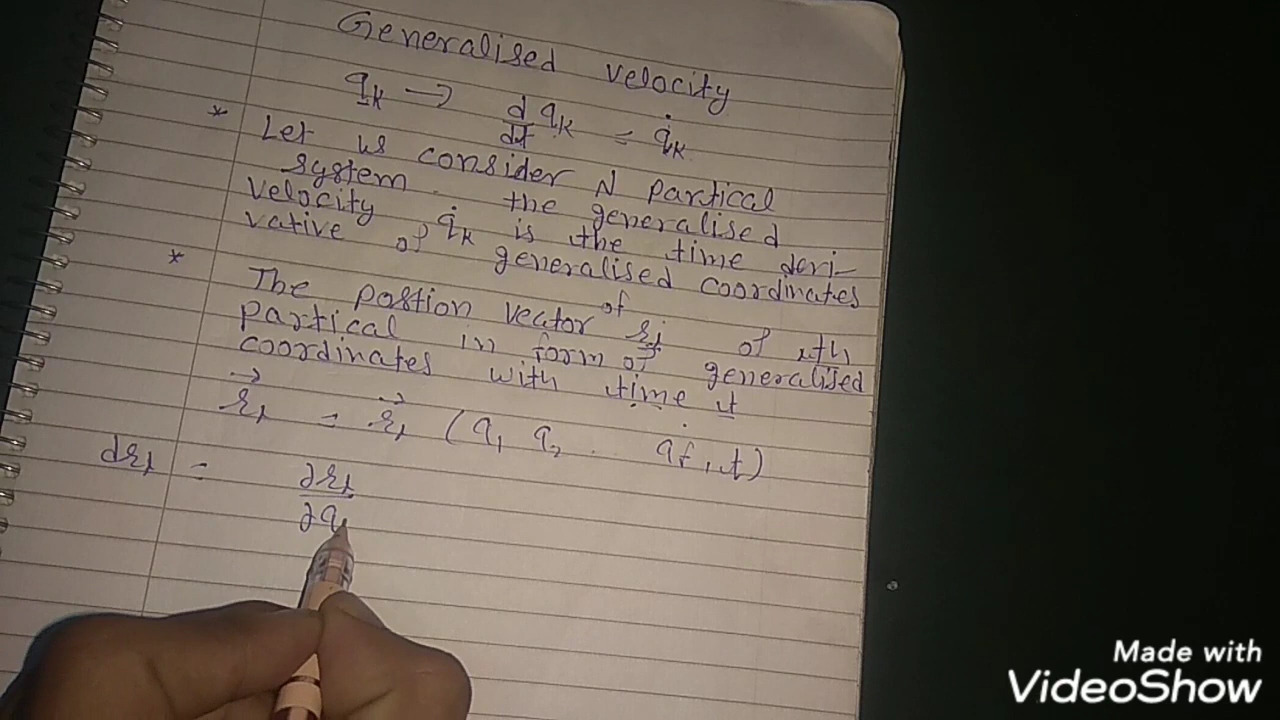 Generalised velocity
qk → d/dt qk = q̇k
* Let us consider N partical
system. the generalised
velocity q̇k is the time deri-
vative of generalised coordinates
* The postion veator of ri of ith
partical in form of generalised
coordinates with time t
r⃗i = r⃗i (q1 q2 . . qf, t)
dri = ∂ri
∂q
Made with
VideoShow